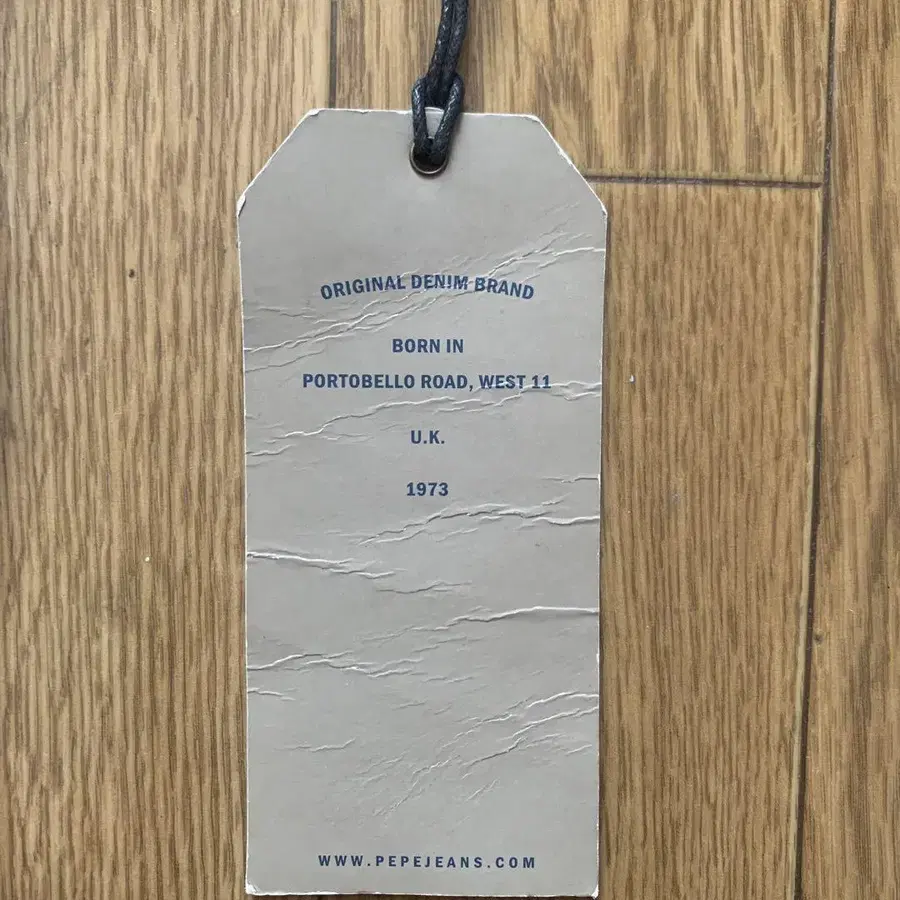 ORIGINAL DENIM BRAND
BORN IN
PORTOBELLO ROAD, WEST 11
U.K.
1973
WWW.PEPEJEANS.COM